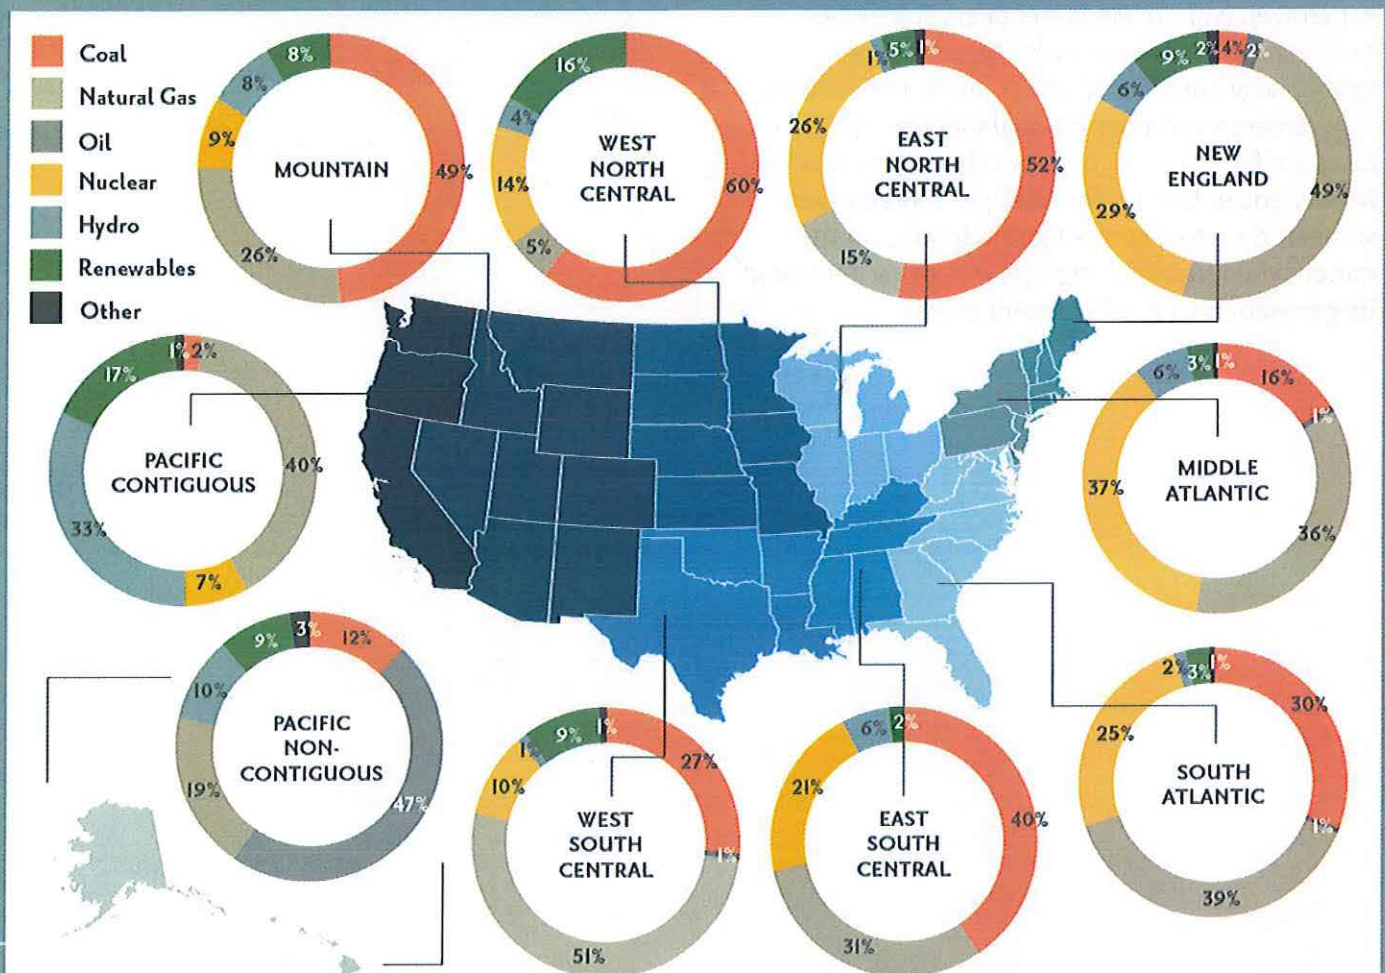 Coal
Natural Gas
Oil
Nuclear
Hydro
Renewables
Other
8%
8%
9%
26%
49%
MOUNTAIN
16%
4%
14%
5%
60%
WEST
NORTH
CENTRAL
1%
5%
1%
26%
15%
52%
EAST
NORTH
CENTRAL
9%
2%
4%
2%
6%
29%
49%
NEW
ENGLAND
1%
2%
17%
33%
7%
40%
PACIFIC
CONTIGUOUS
6%
3%
1%
16%
1%
37%
36%
MIDDLE
ATLANTIC
9%
3%
12%
10%
19%
47%
PACIFIC
NON-
CONTIGUOUS
1%
9%
1%
27%
10%
1%
51%
WEST
SOUTH
CENTRAL
6%
2%
21%
40%
31%
EAST
SOUTH
CENTRAL
2%
3%
1%
30%
25%
1%
39%
SOUTH
ATLANTIC